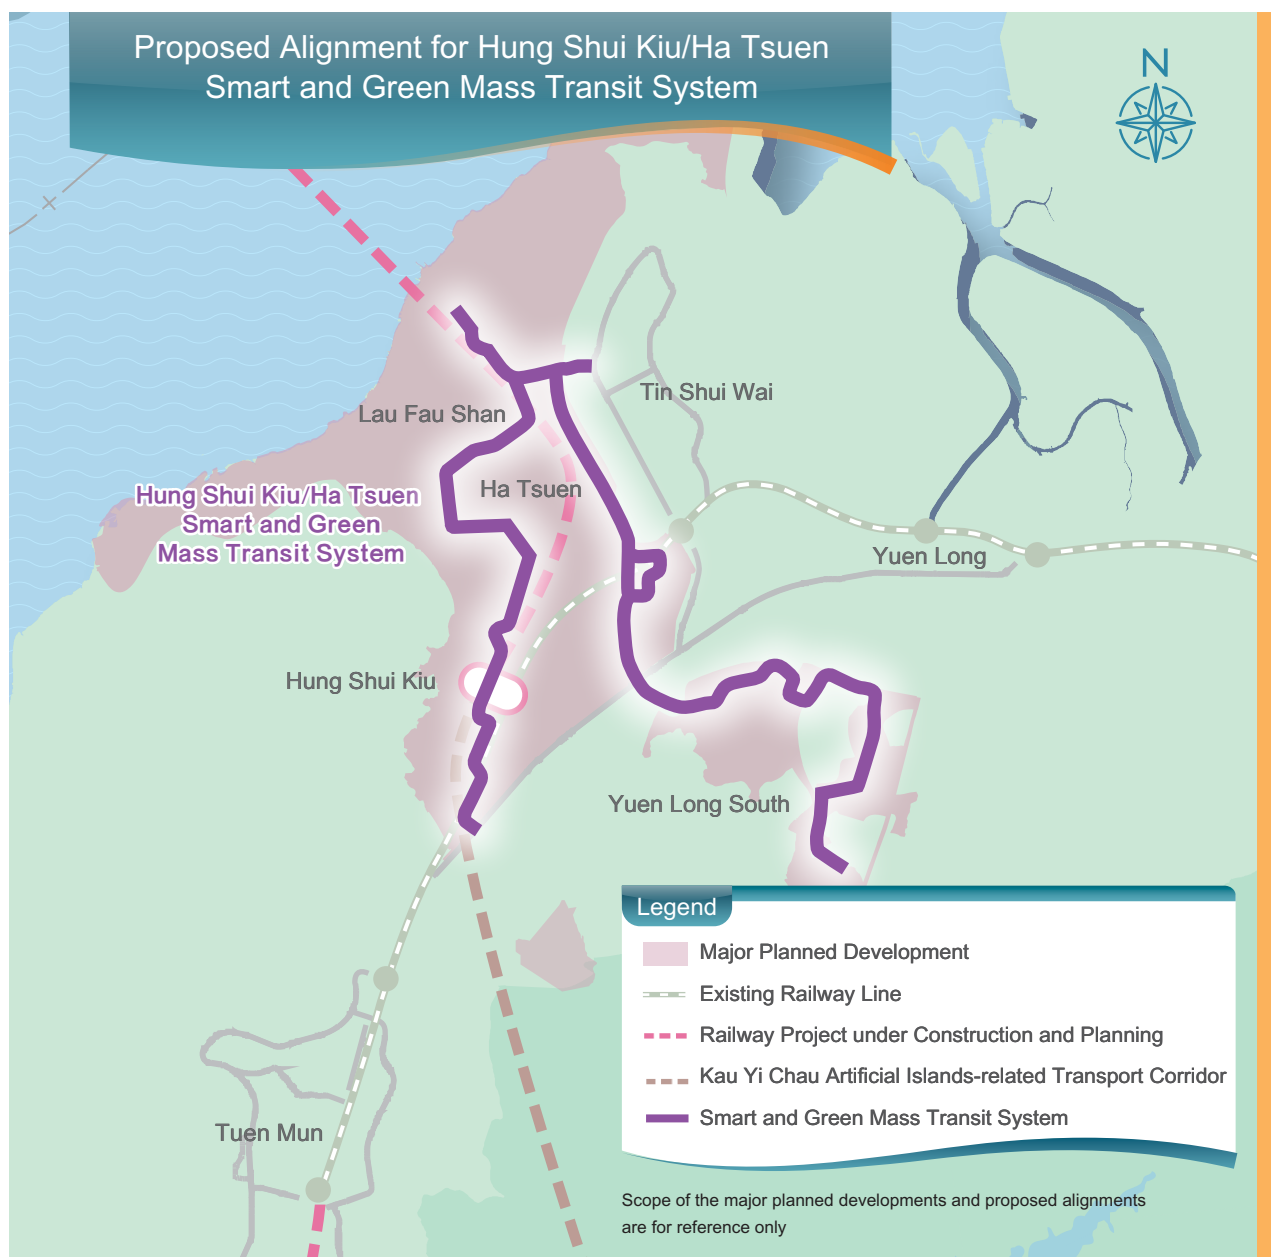 Proposed Alignment for Hung Shui Kiu/Ha Tsuen
Smart and Green Mass Transit System
N
Tin Shui Wai
Lau Fau Shan
Ha Tsuen
Hung Shui Kiu/Ha Tsuen
Smart and Green
Mass Transit System
Yuen Long
Hung Shui Kiu
Yuen Long South
Legend
Major Planned Development
Existing Railway Line
Railway Project under Construction and Planning
Kau Yi Chau Artificial Islands-related Transport Corridor
Smart and Green Mass Transit System
Tuen Mun
Scope of the major planned developments and proposed alignments
are for reference only